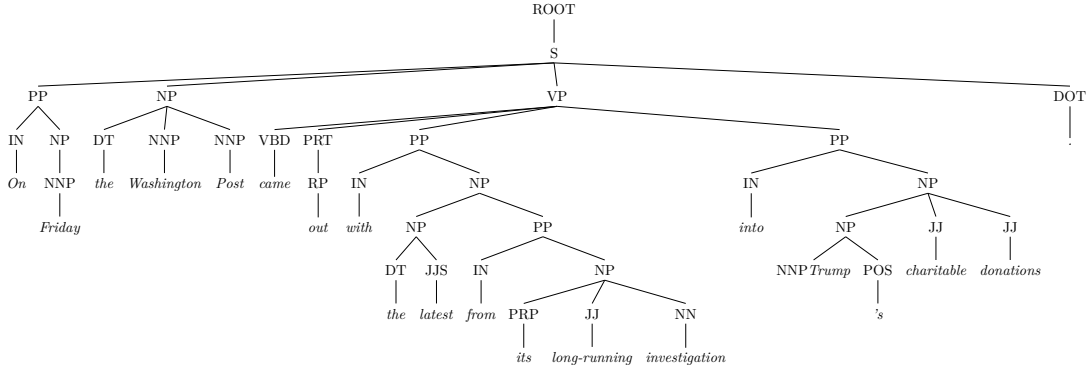 ROOT
S
PP NP VP DOT
IN NP DT NNP NNP VBD PRT PP PP .
On NNP the Washington Post came RP IN NP IN NP
Friday out with NP PP into NP JJ JJ
DT JJS IN NP NNP Trump POS charitable donations
the latest from PRP JJ NN 's
its long-running investigation